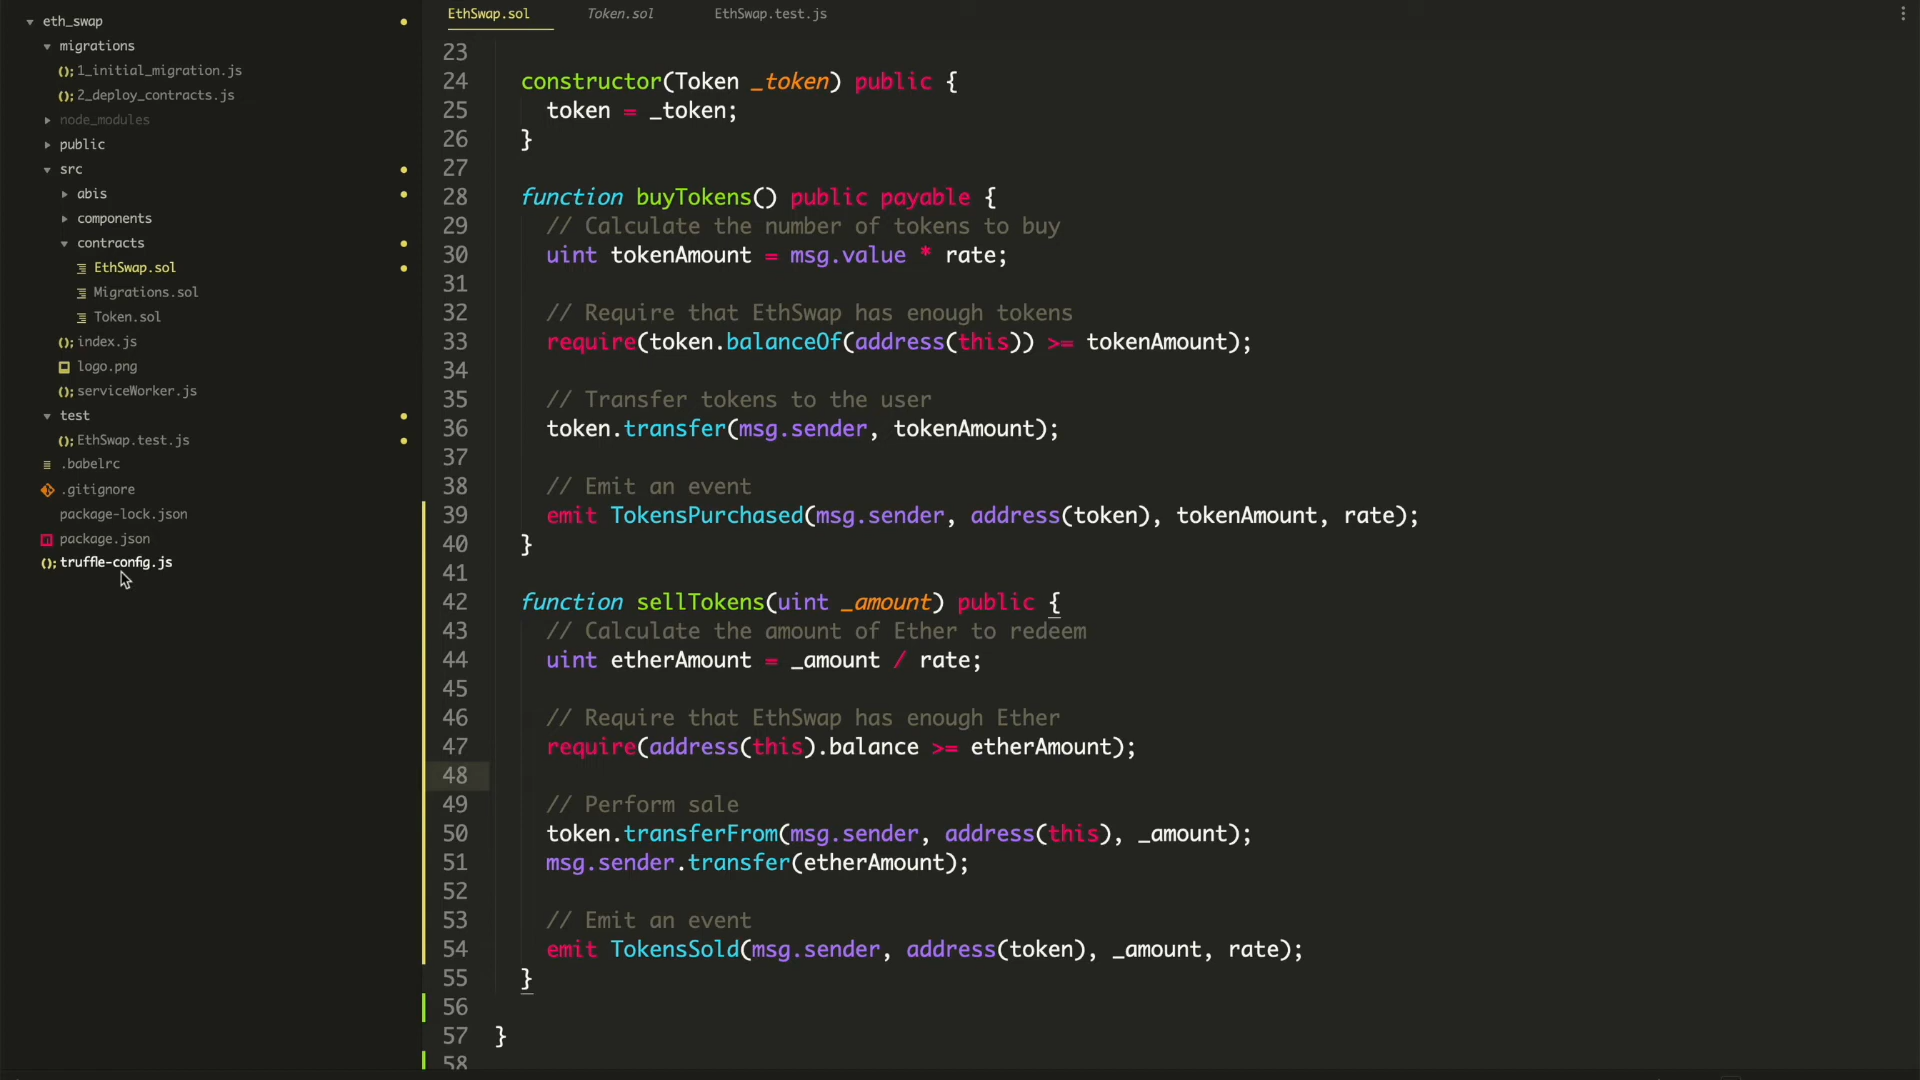 eth_swap
migrations
1_initial_migration.js
2_deploy_contracts.js
node_modules
public
src
abis
components
contracts
EthSwap.sol
Migrations.sol
Token.sol
index.js
logo.png
serviceWorker.js
test
EthSwap.test.js
.babelrc
.gitignore
package-lock.json
package.json
truffle-config.js
EthSwap.sol Token.sol EthSwap.test.js
23
24 constructor(Token _token) public {
25 token = _token;
26 }
27
28 function buyTokens() public payable {
29 // Calculate the number of tokens to buy
30 uint tokenAmount = msg.value * rate;
31
32 // Require that EthSwap has enough tokens
33 require(token.balanceOf(address(this)) >= tokenAmount);
34
35 // Transfer tokens to the user
36 token.transfer(msg.sender, tokenAmount);
37
38 // Emit an event
39 emit TokensPurchased(msg.sender, address(token), tokenAmount, rate);
40 }
41
42 function sellTokens(uint _amount) public {
43 // Calculate the amount of Ether to redeem
44 uint etherAmount = _amount / rate;
45
46 // Require that EthSwap has enough Ether
47 require(address(this).balance >= etherAmount);
48
49 // Perform sale
50 token.transferFrom(msg.sender, address(this), _amount);
51 msg.sender.transfer(etherAmount);
52
53 // Emit an event
54 emit TokensSold(msg.sender, address(token), _amount, rate);
55 }
56
57 }
58